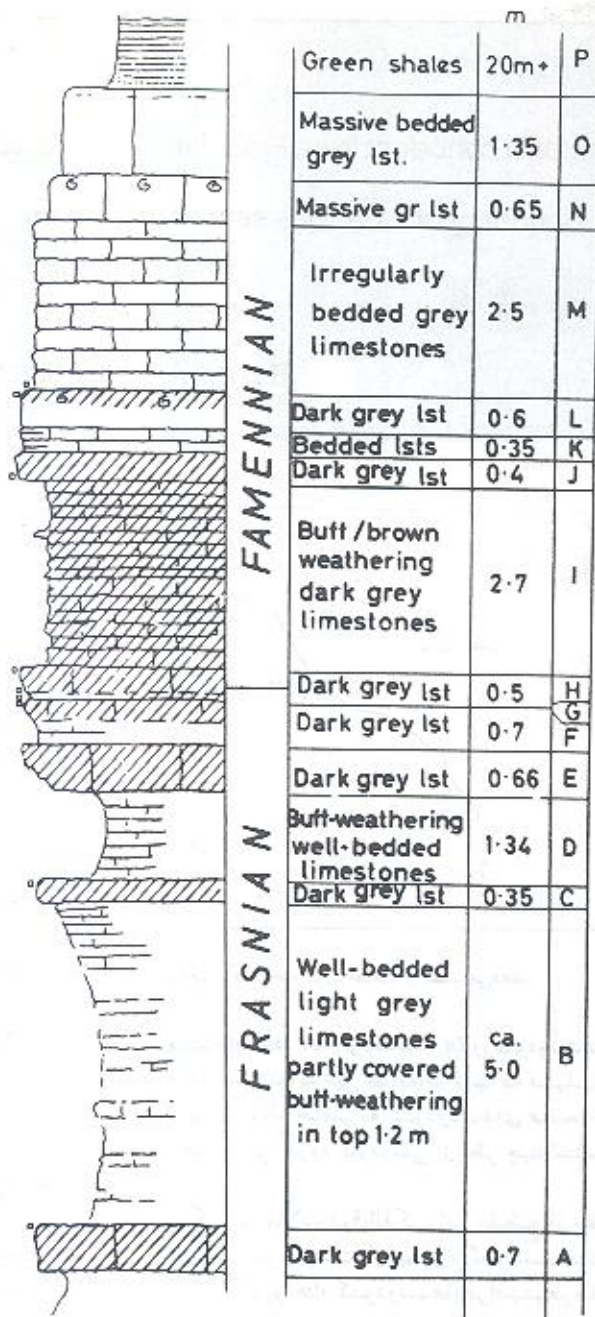 m
Green shales 20m+ P
Massive bedded
grey lst. 1·35 O
Massive gr lst 0·65 N
Irregularly
bedded grey 2·5 M
limestones
Dark grey lst 0·6 L
Bedded lsts 0·35 K
Dark grey lst 0·4 J
Buff/brown
weathering
dark grey 2·7 I
limestones
FAMENNIAN
Dark grey lst 0·5 H
G
Dark grey lst 0·7 F
Dark grey lst 0·66 E
Buff-weathering
well-bedded 1·34 D
limestones
Dark grey lst 0·35 C
Well-bedded
light grey
limestones ca.
partly covered 5·0 B
buff-weathering
in top 1·2 m
FRASNIAN
Dark grey lst 0·7 A